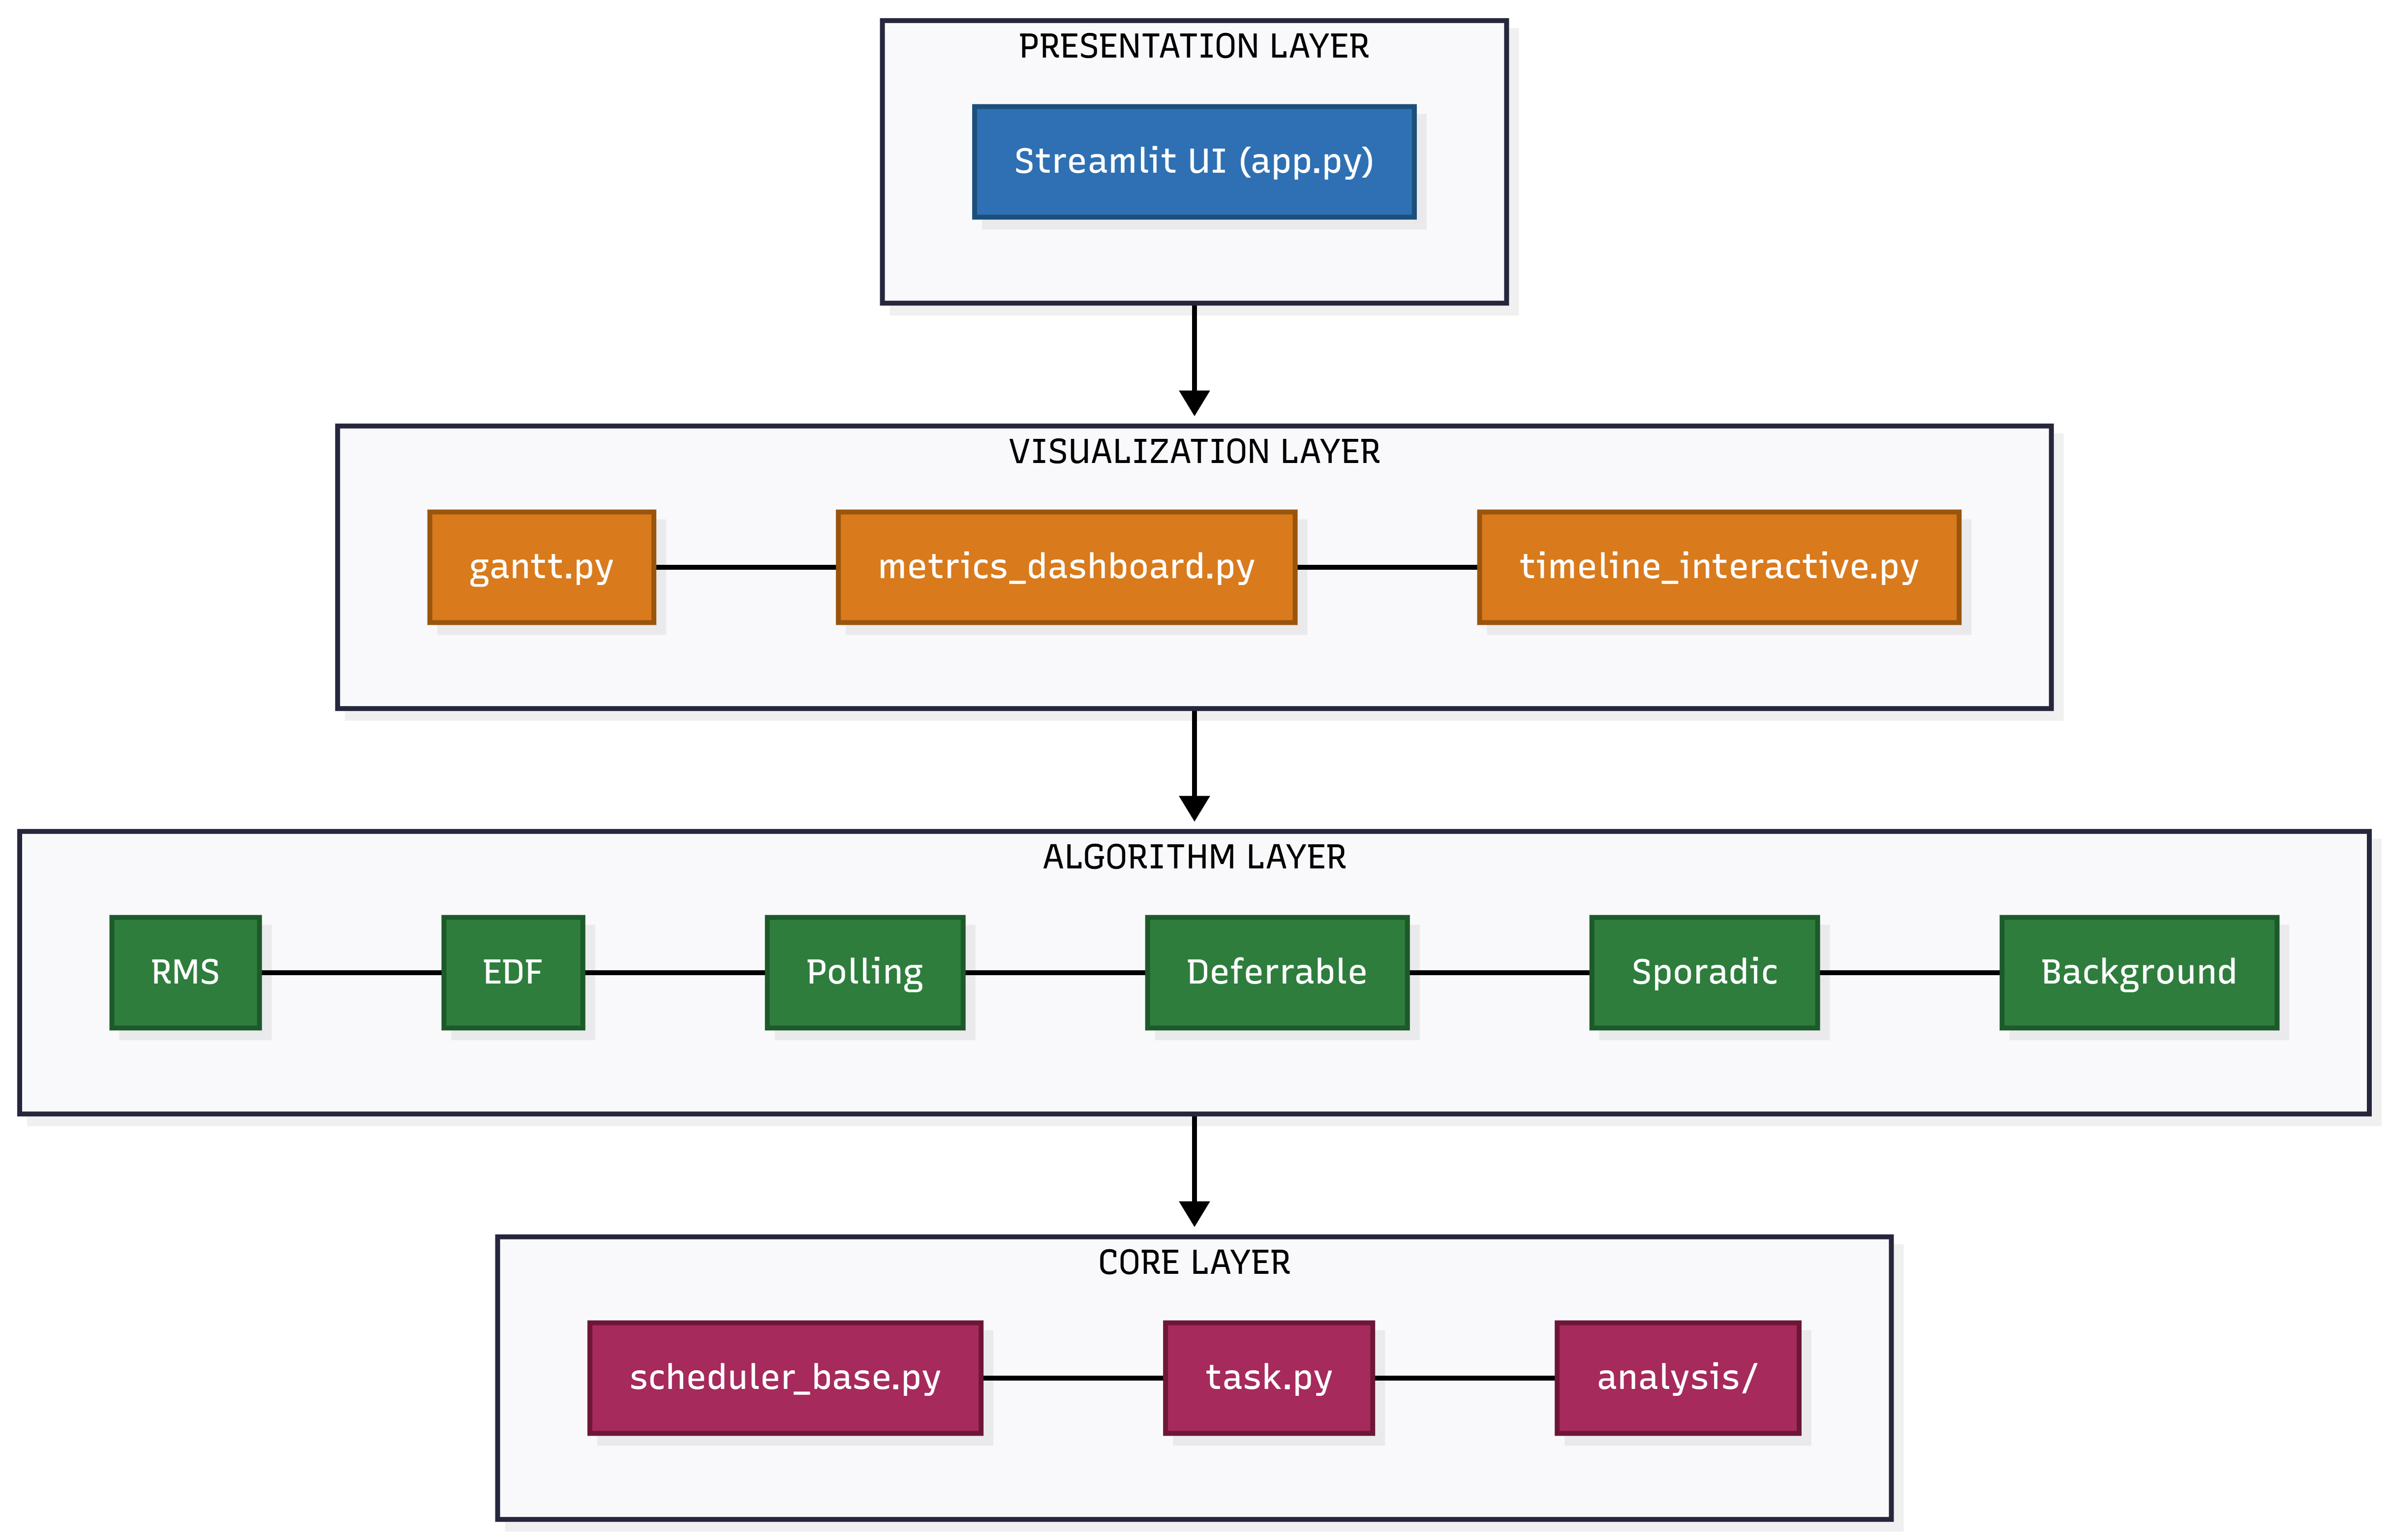 PRESENTATION LAYER
Streamlit UI (app.py)
VISUALIZATION LAYER
gantt.py
metrics_dashboard.py
timeline_interactive.py
ALGORITHM LAYER
RMS
EDF
Polling
Deferrable
Sporadic
Background
CORE LAYER
scheduler_base.py
task.py
analysis/